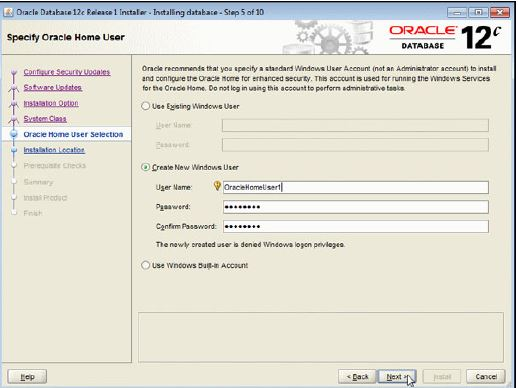 Oracle Database 12c Release 1 Installer - Installing database - Step 5 of 10
Specify Oracle Home User
ORACLE
DATABASE
12c
Configure Security Updates
Software Updates
Installation Option
System Class
Oracle Home User Selection
Installation Location
Prerequisite Checks
Summary
Install Product
Finish
Oracle recommends that you specify a standard Windows User Account (not an Administrator account) to install
and configure the Oracle Home for enhanced security. This account is used for running the Windows Services
for the Oracle Home. Do not log in using this account to perform administrative tasks.
Use Existing Windows User
User Name:
Password:
Create New Windows User
User Name: OracleHomeUser1
Password: ••••••••
Confirm Password: ••••••••
The newly created user is denied Windows logon privileges.
Use Windows Built-in Account
Help
< Back
Next >
Install
Cancel